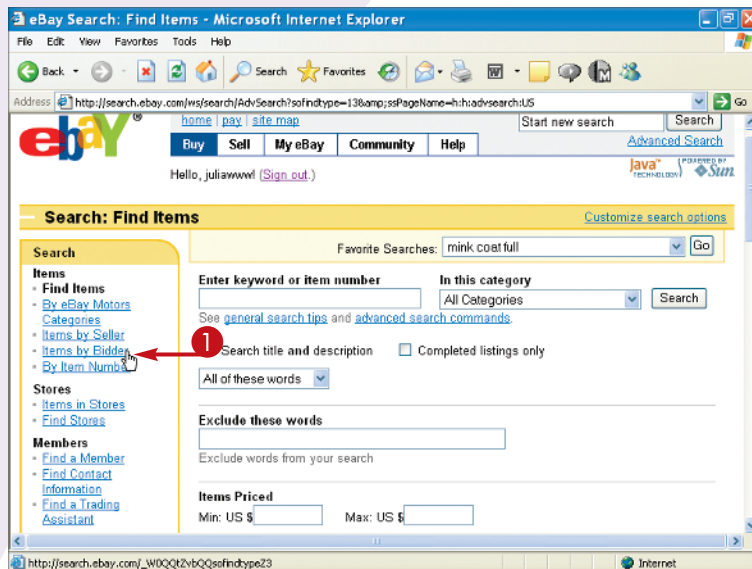 eBay Search: Find Items - Microsoft Internet Explorer
File Edit View Favorites Tools Help
Back Search Favorites
Address http://search.ebay.com/ws/search/AdvSearch?sofindtype=13&amp;ssPageName=h:h:advsearch:US Go
ebaY®
home | pay | site map
Start new search Search
Buy Sell My eBay Community Help
Advanced Search
Hello, juliawww! (Sign out.)
Java™ TECHNOLOGY POWERED BY Sun
Search: Find Items
Customize search options
Search
Favorite Searches: mink coat full Go
Items
Find Items
By eBay Motors
Categories
Items by Seller
Items by Bidder
By Item Number
Stores
Items in Stores
Find Stores
Members
Find a Member
Find Contact
Information
Find a Trading
Assistant
Enter keyword or item number In this category
All Categories Search
See general search tips and advanced search commands.
1
Search title and description Completed listings only
All of these words
Exclude these words
Exclude words from your search
Items Priced
Min: US $ Max: US $
http://search.ebay.com/_W0QQtZvbQQsofindtypeZ3 Internet